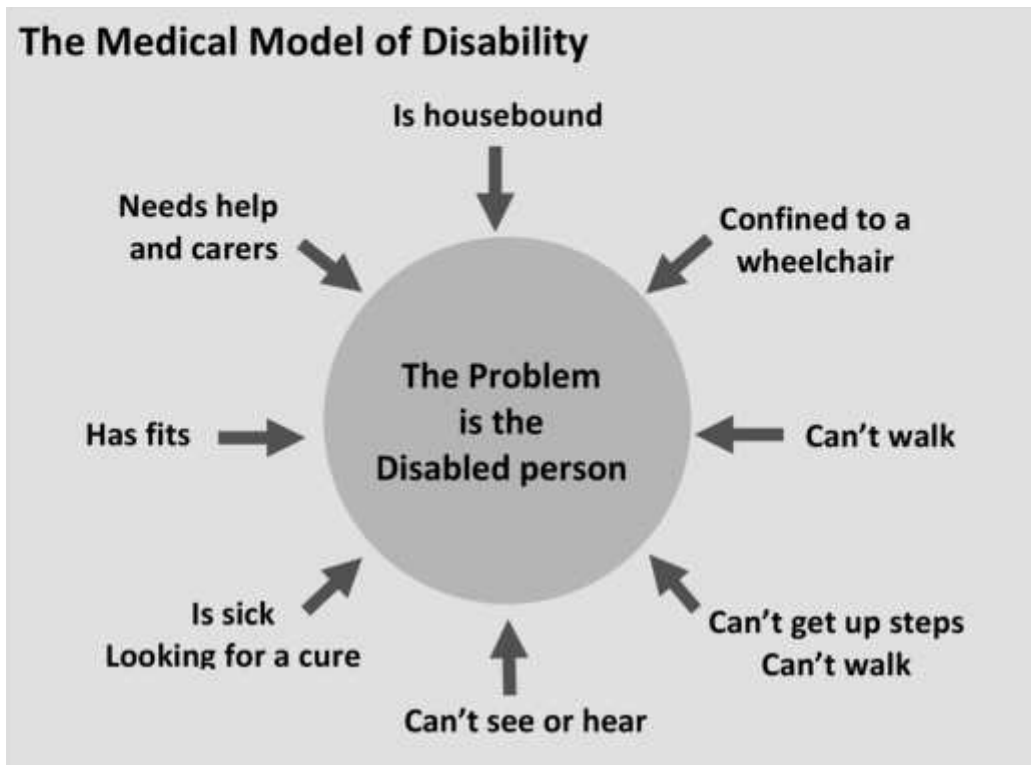 The Medical Model of Disability
Is housebound
Needs help
and carers
Confined to a
wheelchair
The Problem
is the
Disabled person
Has fits
Can't walk
Is sick
Looking for a cure
Can't get up steps
Can't walk
Can't see or hear